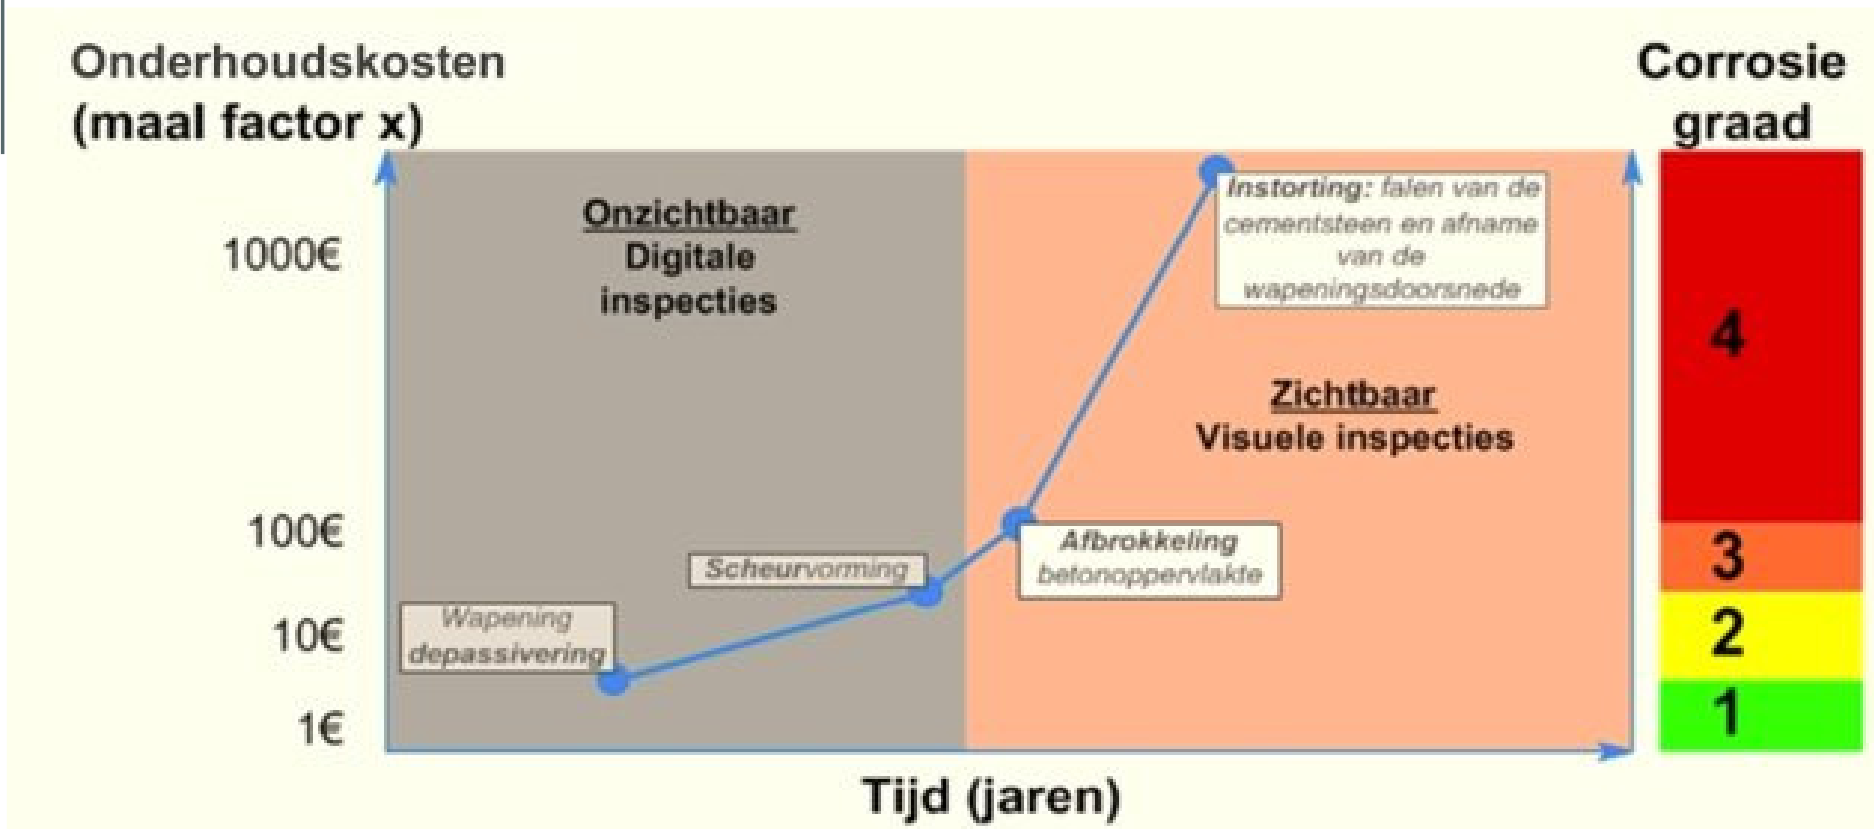 Onderhoudskosten
(maal factor x)
Corrosie
graad
1000€
100€
10€
1€
Onzichtbaar
Digitale
inspecties
Wapening
depassivering
Scheurvorming
Afbrokkeling
betonoppervlakte
Instorting: falen van de
cementsteen en afname
van de
wapeningsdoorsnede
Zichtbaar
Visuele inspecties
4
3
2
1
Tijd (jaren)